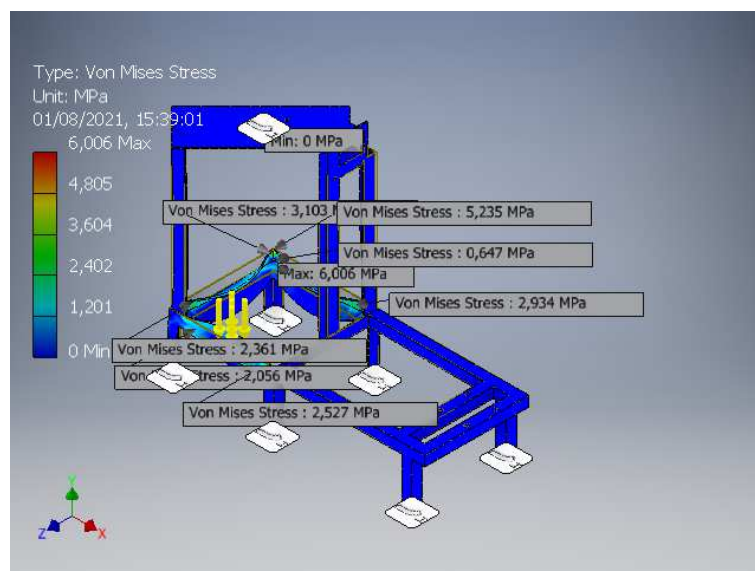 Type: Von Mises Stress
Unit: MPa
01/08/2021, 15:39:01
6,006 Max
4,805
3,604
2,402
1,201
0 Min
Min: 0 MPa
Von Mises Stress : 3,103
Von Mises Stress : 5,235 MPa
Von Mises Stress : 0,647 MPa
Max: 6,006 MPa
Von Mises Stress : 2,934 MPa
Von Mises Stress : 2,361 MPa
Von tress : 2,056 MPa
Von Mises Stress : 2,527 MPa
Y
Z
X